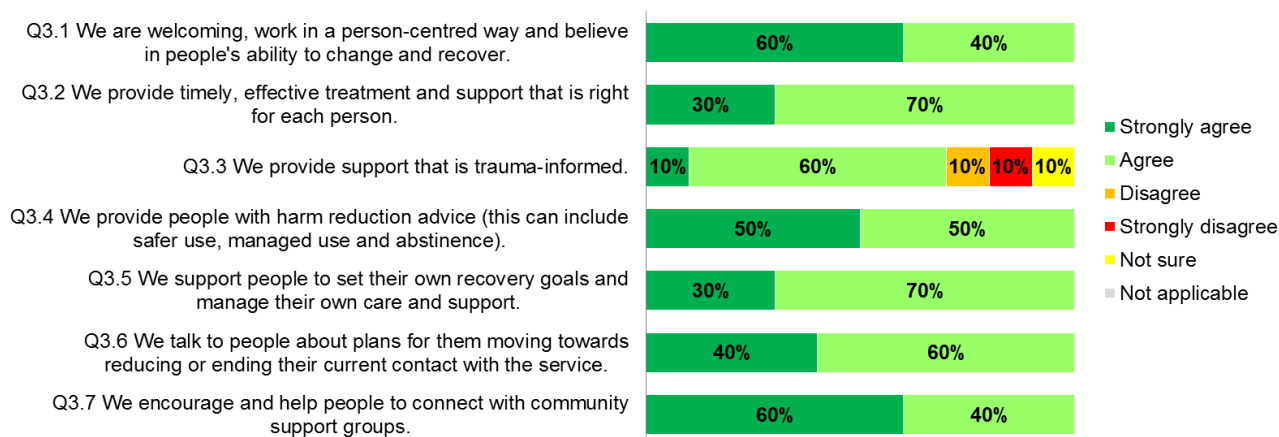 Q3.1 We are welcoming, work in a person-centred way and believe
in people's ability to change and recover.
60%
40%
Q3.2 We provide timely, effective treatment and support that is right
for each person.
30%
70%
Q3.3 We provide support that is trauma-informed.
10%
60%
10%
10%
10%
Q3.4 We provide people with harm reduction advice (this can include
safer use, managed use and abstinence).
50%
50%
Q3.5 We support people to set their own recovery goals and
manage their own care and support.
30%
70%
Q3.6 We talk to people about plans for them moving towards
reducing or ending their current contact with the service.
40%
60%
Q3.7 We encourage and help people to connect with community
support groups.
60%
40%
Strongly agree
Agree
Disagree
Strongly disagree
Not sure
Not applicable